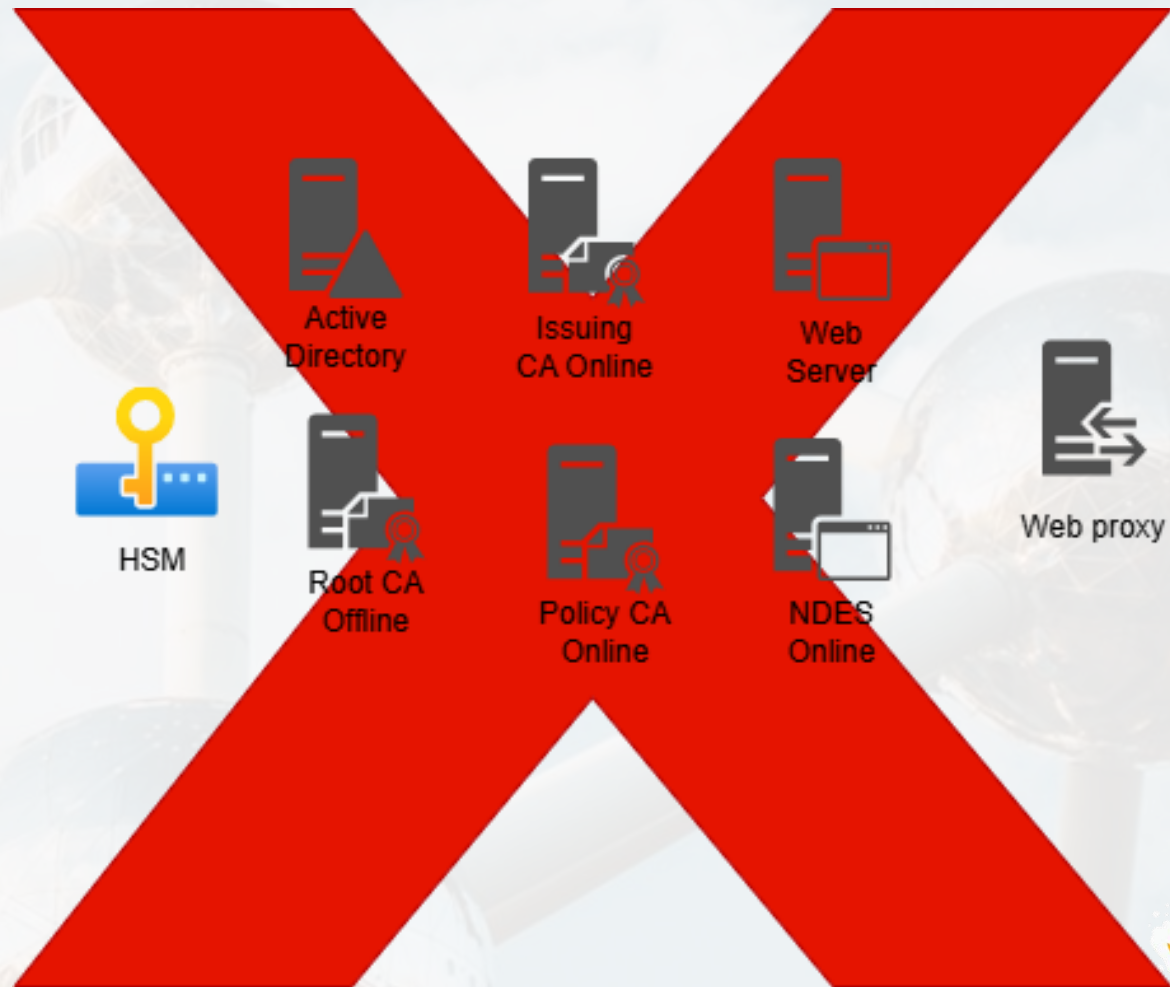 Active
Directory
Issuing
CA Online
Web
Server
HSM
Root CA
Offline
Policy CA
Online
NDES
Online
Web proxy